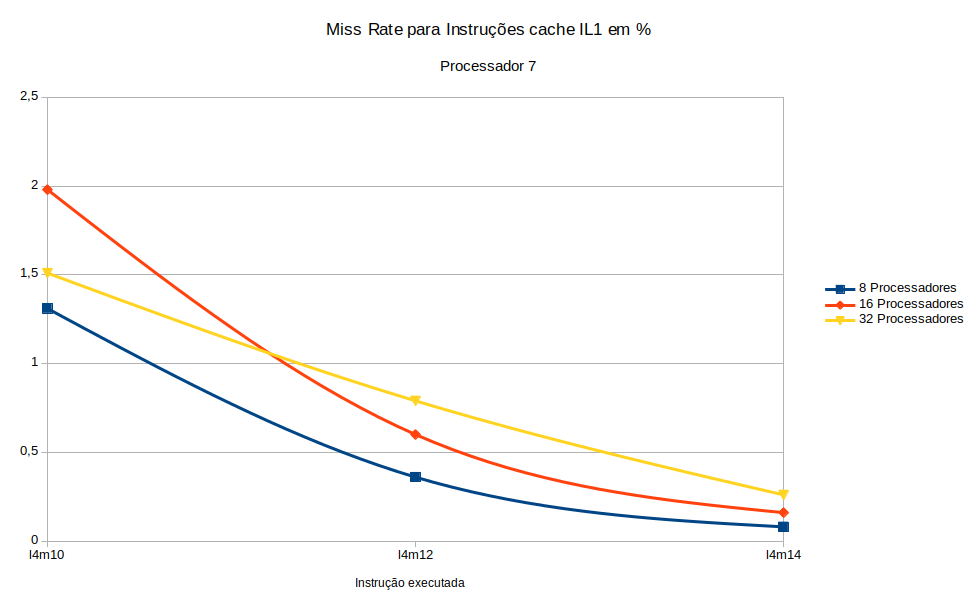 Miss Rate para Instruções cache IL1 em %
Processador 7
2,5
2
1,5
1
0,5
0
l4m10
l4m12
l4m14
Instrução executada
8 Processadores
16 Processadores
32 Processadores